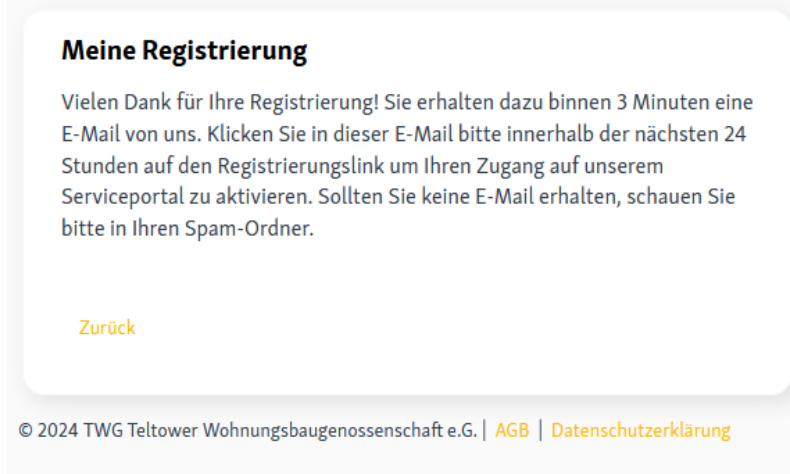 Meine Registrierung
Vielen Dank für Ihre Registrierung! Sie erhalten dazu binnen 3 Minuten eine
E-Mail von uns. Klicken Sie in dieser E-Mail bitte innerhalb der nächsten 24
Stunden auf den Registrierungslink um Ihren Zugang auf unserem
Serviceportal zu aktivieren. Sollten Sie keine E-Mail erhalten, schauen Sie
bitte in Ihren Spam-Ordner.
Zurück
© 2024 TWG Teltower Wohnungsbaugenossenschaft e.G. | AGB | Datenschutzerklärung